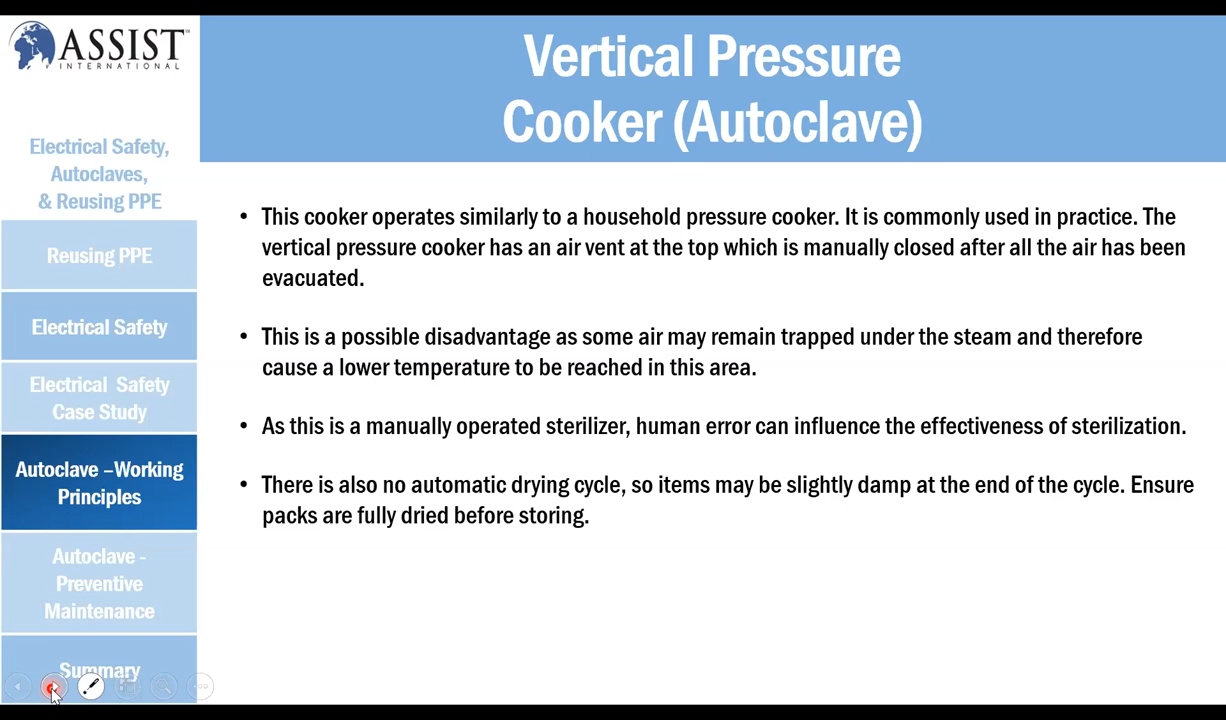 ASSIST
INTERNATIONAL
Vertical Pressure
Cooker (Autoclave)
Electrical Safety,
Autoclaves,
& Reusing PPE
Reusing PPE
Electrical Safety
Electrical Safety
Case Study
Autoclave –Working
Principles
Autoclave -
Preventive
Maintenance
Summary
• This cooker operates similarly to a household pressure cooker. It is commonly used in practice. The
vertical pressure cooker has an air vent at the top which is manually closed after all the air has been
evacuated.
• This is a possible disadvantage as some air may remain trapped under the steam and therefore
cause a lower temperature to be reached in this area.
• As this is a manually operated sterilizer, human error can influence the effectiveness of sterilization.
• There is also no automatic drying cycle, so items may be slightly damp at the end of the cycle. Ensure
packs are fully dried before storing.